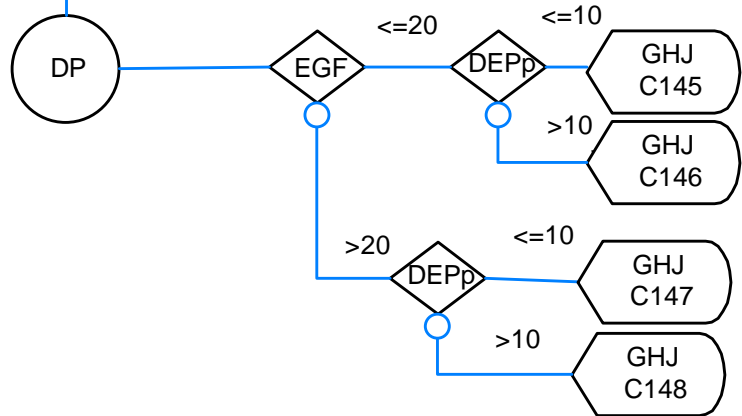 <=20
<=10
DP
EGF
DEPp
GHJ
C145
>10
GHJ
C146
>20
<=10
DEPp
GHJ
C147
>10
GHJ
C148